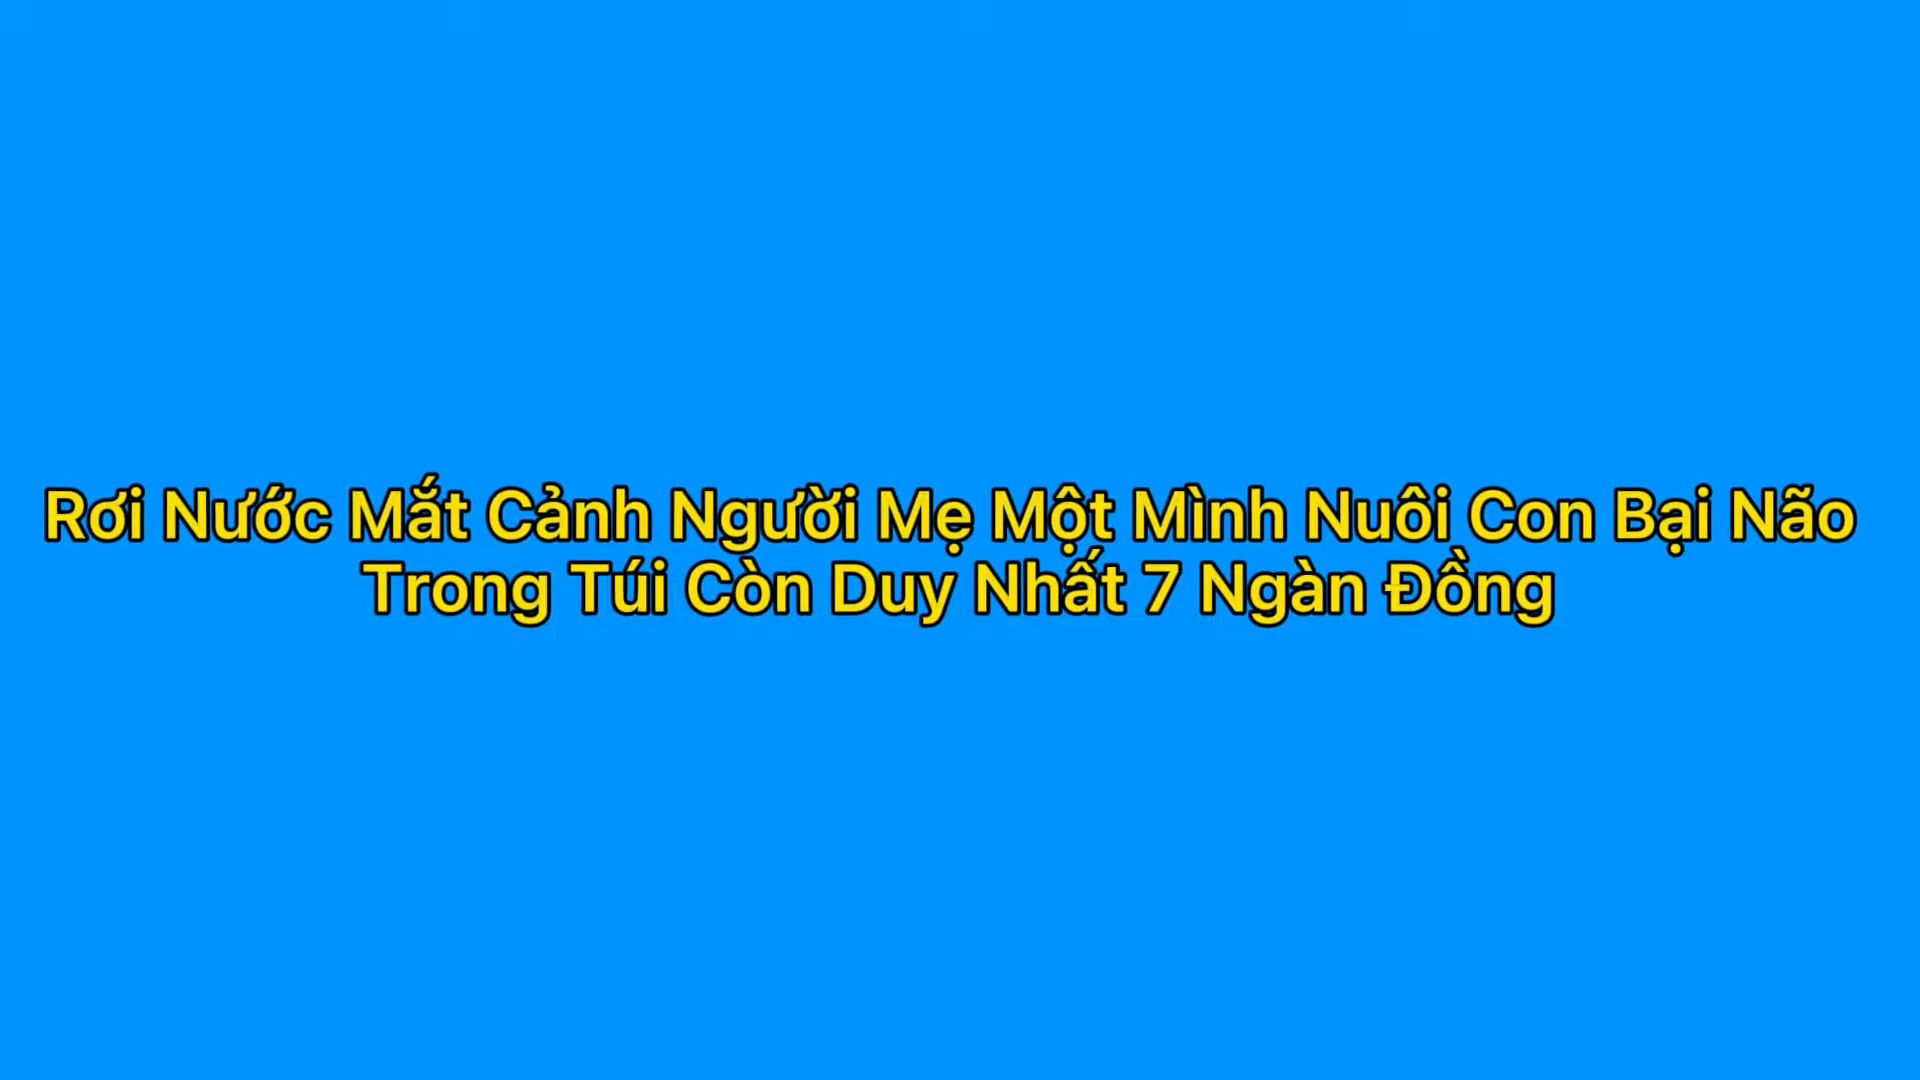 Rơi Nước Mắt Cảnh Người Mẹ Một Mình Nuôi Con Bại Não
Trong Túi Còn Duy Nhất 7 Ngàn Đồng